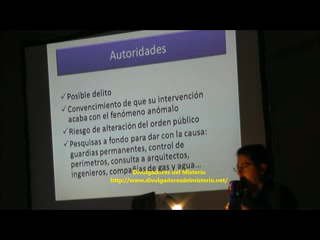 Autoridades
✓ Posible delito
✓ Convencimiento de que su intervención
acaba con el fenómeno anómalo
✓ Riesgo de alteración del orden público
✓ Pesquisas a fondo para dar con la causa:
guardias permanentes, control de
perímetros, consulta a arquitectos,
ingenieros, compañías de gas y agua...
Divulgadores del Misterio
http://www.divulgadoresdelmisterio.net/